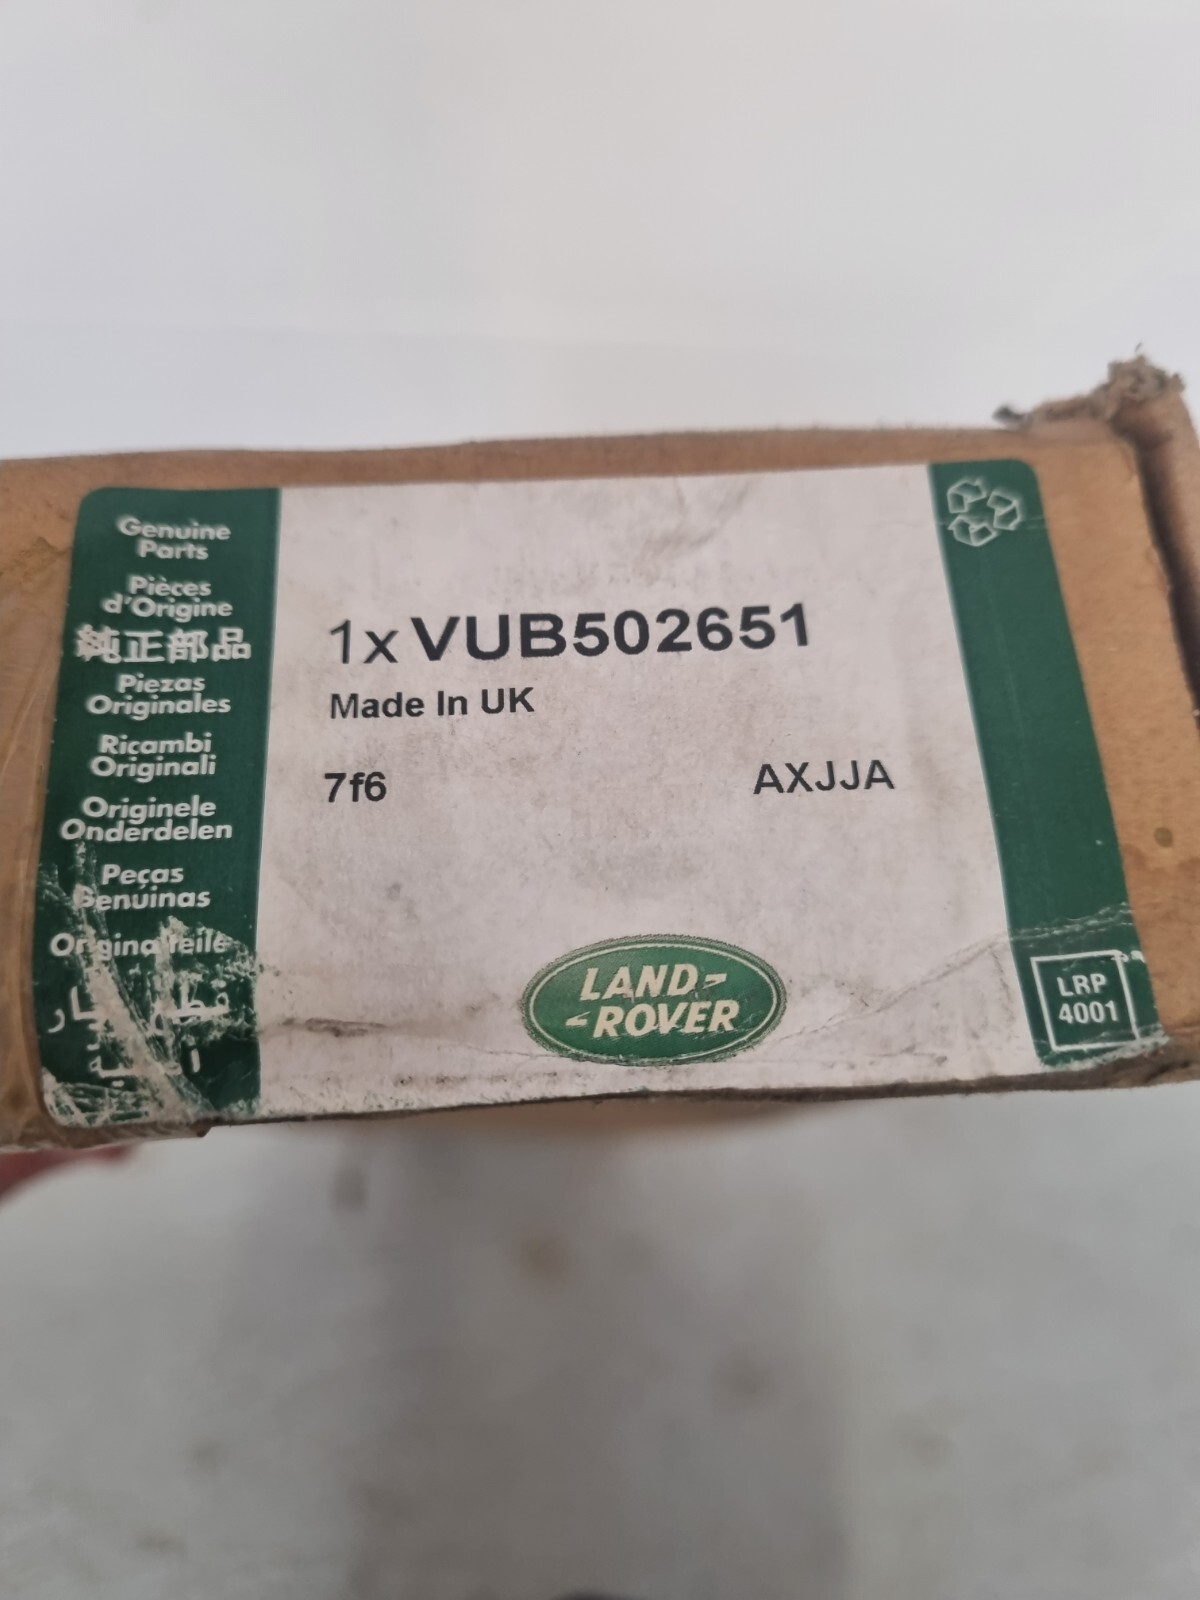 Genuine
Parts
Pièces
d'Origine
純正部品
Piezas
Originales
Ricambi
Originali
Originele
Onderdelen
Peças
Genuinas
Originalteile
1x VUB502651
Made In UK
7f6
AXJJA
LAND-
-ROVER
LRP
4001